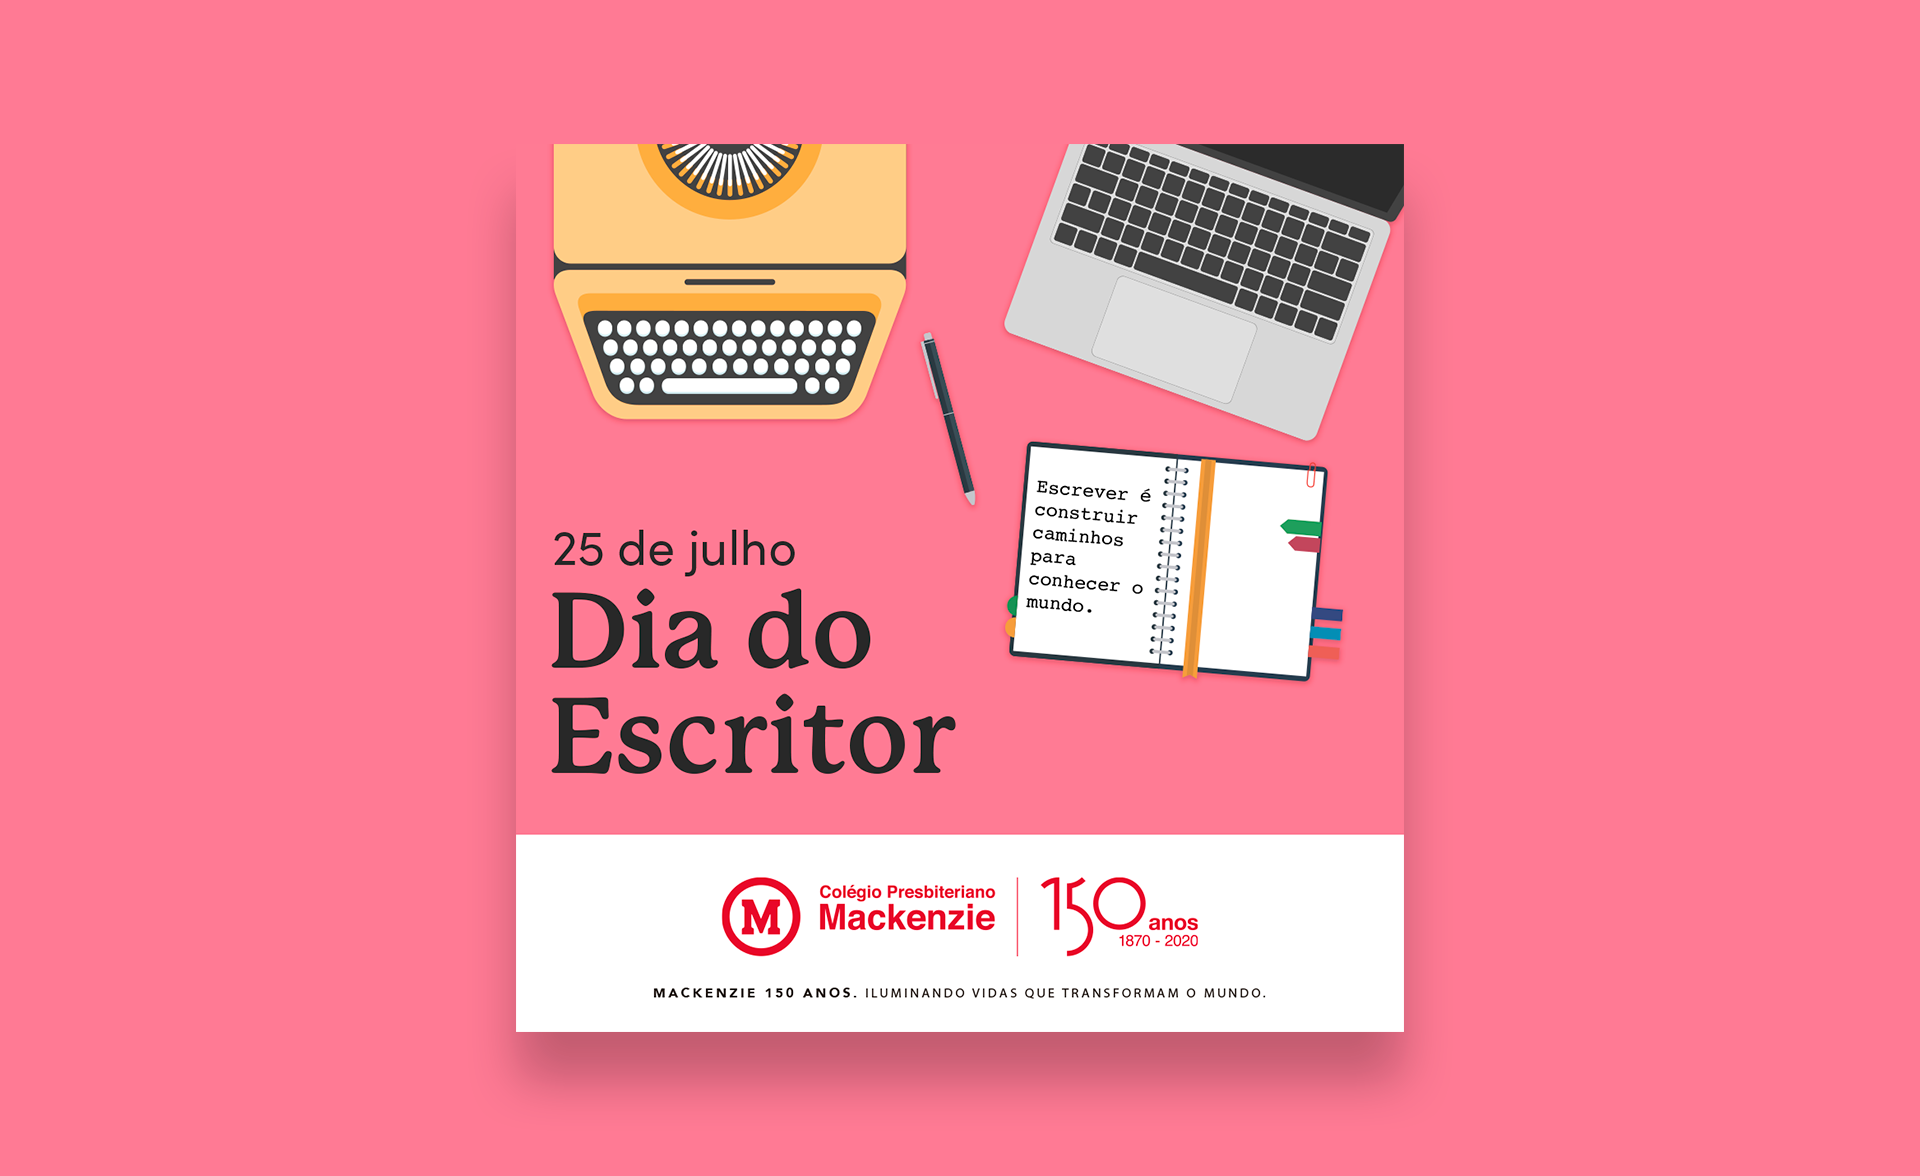 25 de julho
Dia do
Escritor
Escrever é
construir
caminhos
para
conhecer o
mundo.
M
Colégio Presbiteriano
Mackenzie
150 anos
1870 - 2020
MACKENZIE 150 ANOS. ILUMINANDO VIDAS QUE TRANSFORMAM O MUNDO.